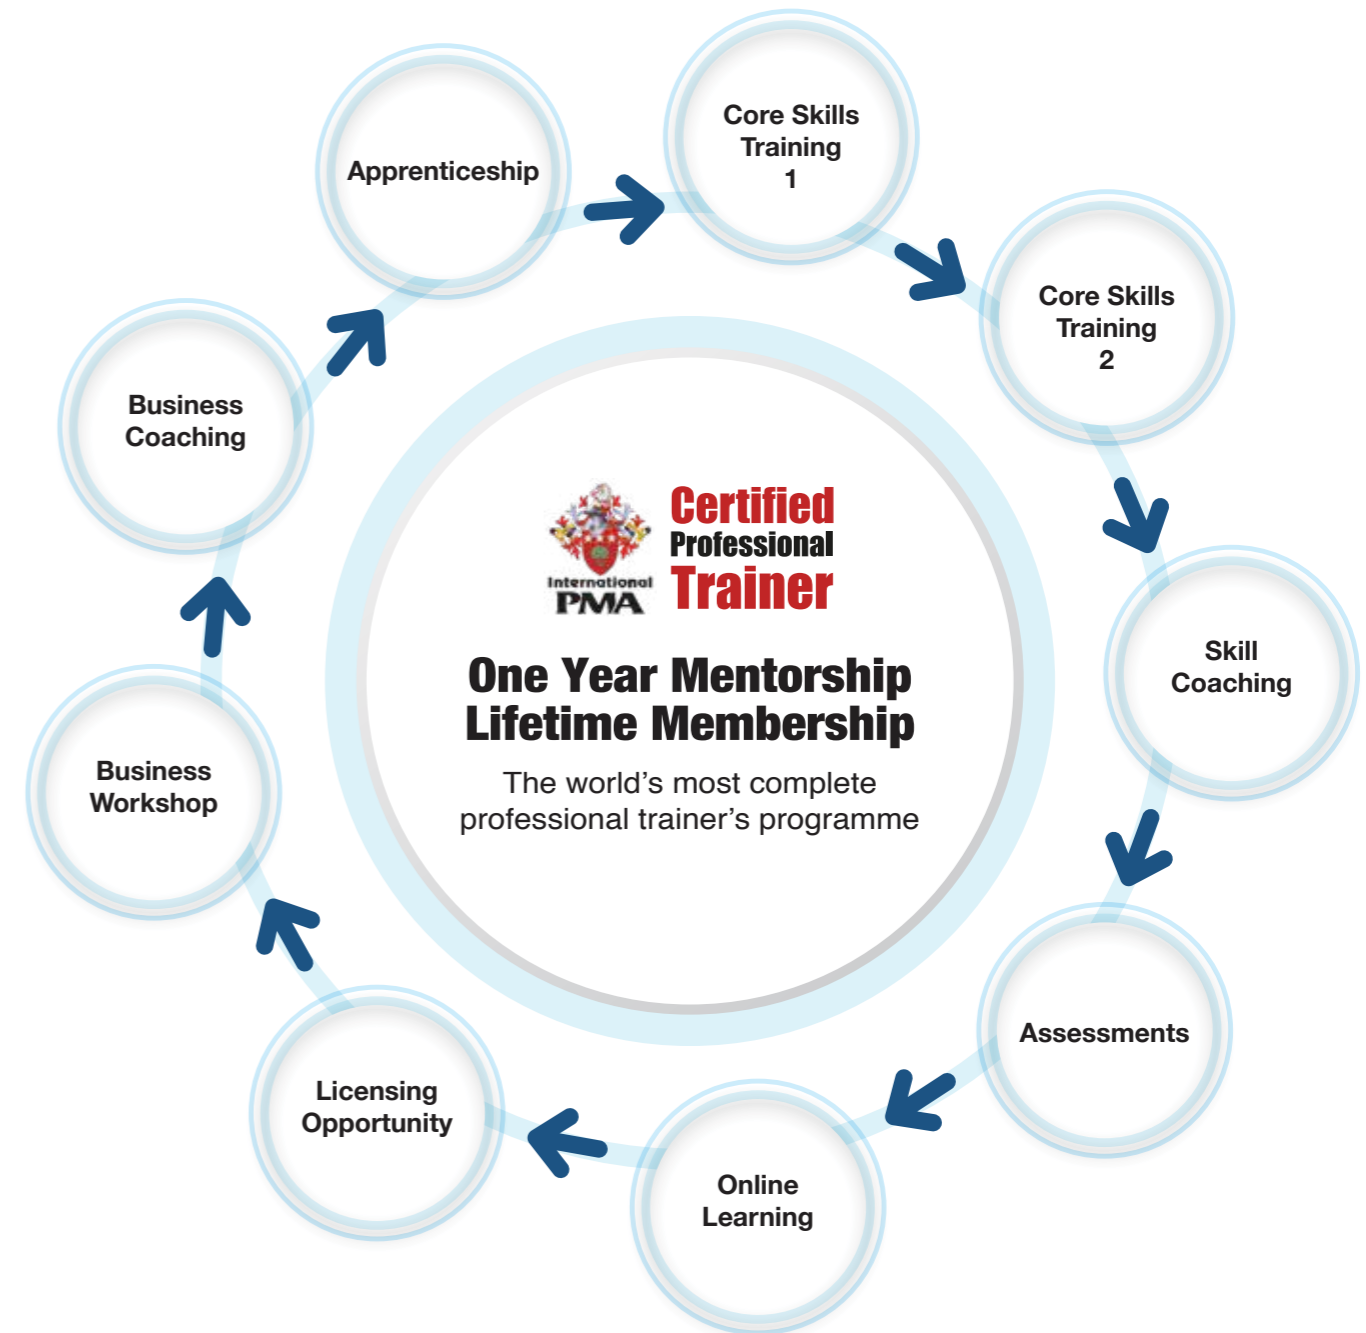 Core Skills
Training
1
Core Skills
Training
2
Skill
Coaching
Assessments
Online
Learning
Licensing
Opportunity
Business
Workshop
Business
Coaching
Apprenticeship
International
PMA
Certified
Professional
Trainer
One Year Mentorship
Lifetime Membership
The world’s most complete
professional trainer’s programme